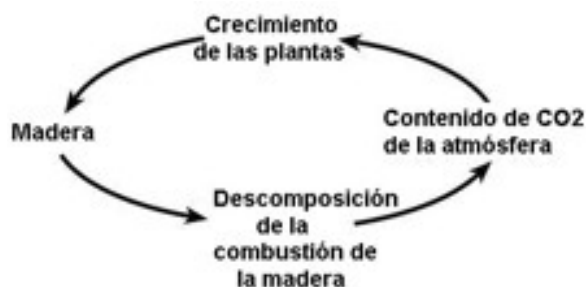 Crecimiento
de las plantas
Madera
Contenido de CO2
de la atmósfera
Descomposición
de la
combustión de
la madera